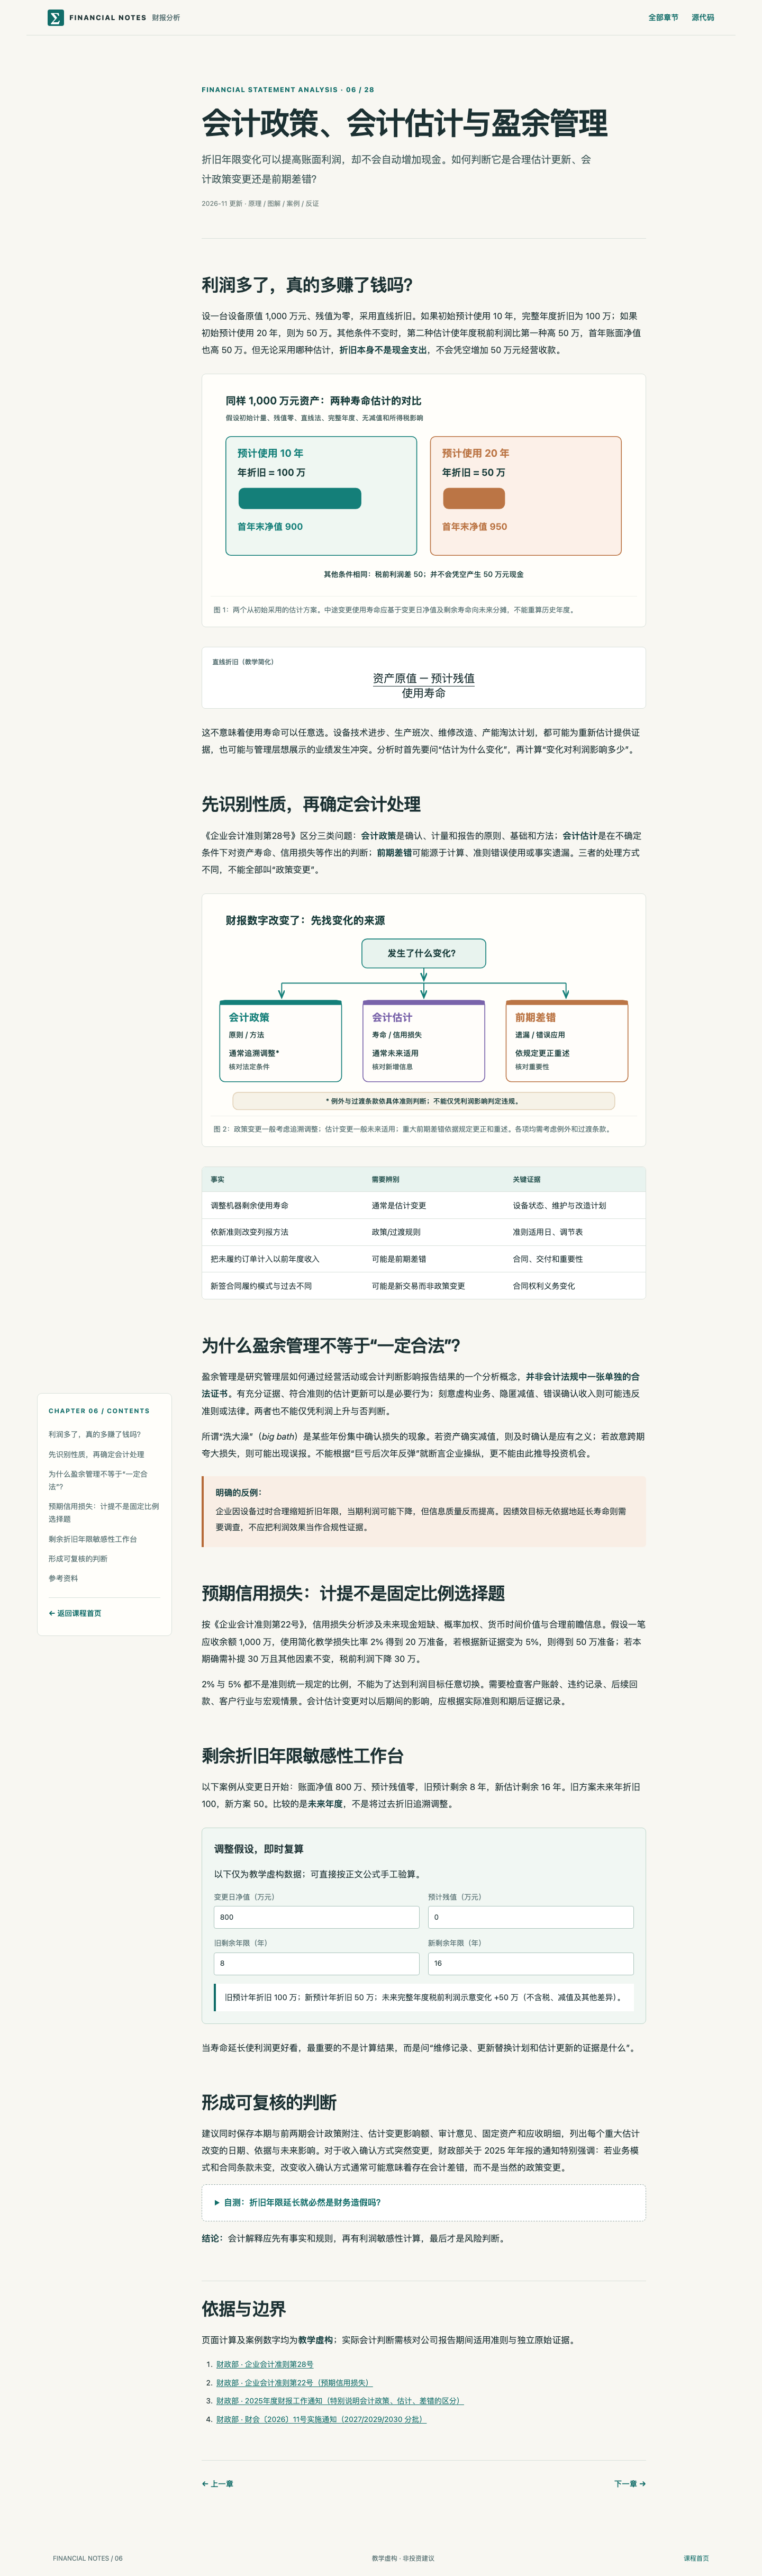 FINANCIAL NOTES 财报分析
全部章节 源代码
FINANCIAL STATEMENT ANALYSIS · 06 / 28
会计政策、会计估计与盈余管理
折旧年限变化可以提高账面利润，却不会自动增加现金。如何判断它是合理估计更新、会
计政策变更还是前期差错？
2026-11 更新 · 原理 / 图解 / 案例 / 反证
利润多了，真的多赚了钱吗？
设一台设备原值 1,000 万元、残值为零，采用直线折旧。如果初始预计使用 10 年，完整年度折旧为 100 万；如果
初始预计使用 20 年，则为 50 万。其他条件不变时，第二种估计使年度税前利润比第一种高 50 万，首年账面净值
也高 50 万。但无论采用哪种估计，折旧本身不是现金支出，不会凭空增加 50 万元经营收款。
同样 1,000 万元资产：两种寿命估计的对比
假设初始计量，残值零、直线法、完整年度、无减值和所得税影响
预计使用 10 年
年折旧 = 100 万
首年末净值 900
预计使用 20 年
年折旧 = 50 万
首年末净值 950
其他条件相同：税前利润差 50；并不会凭空产生 50 万元现金
图 1：两个从初始采用的估计方案。中途变更使用寿命应基于变更日净值及剩余寿命向未来分摊，不能重算历史年度。
直线折旧（教学简化）
资产原值 − 预计残值
使用寿命
这不意味着使用寿命可以任意选。设备技术进步、生产班次、维修改造、产能淘汰计划，都可能为重新估计提供证
据，也可能与管理层想展示的业绩发生冲突。分析时首先要问“估计为什么变化”，再计算“变化对利润影响多少”。
先识别性质，再确定会计处理
《企业会计准则第28号》区分三类问题：会计政策是确认、计量和报告的原则、基础和方法；会计估计是在不确定
条件下对资产寿命、信用损失等作出的判断；前期差错可能源于计算、准则错误使用或事实遗漏。三者的处理方式
不同，不能全部叫“政策变更”。
财报数字改变了：先找变化的来源
发生了什么变化？
会计政策
原则 / 方法
通常追溯调整*
核对法定条件
会计估计
寿命 / 信用损失
通常未来适用
核对新增信息
前期差错
遗漏 / 错误应用
依规定更正重述
核对重要性
* 例外与过渡条款依具体准则判断；不能仅凭利润影响判定违规。
图 2：政策变更一般考虑追溯调整；估计变更一般未来适用；重大前期差错依据规定更正和重述。各项均需考虑例外和过渡条款。
事实 需要辨别 关键证据
调整机器剩余使用寿命 通常是估计变更 设备状态、维护与改造计划
依新准则改变列报方法 政策/过渡规则 准则适用日、调节表
把未履约订单计入以前年度收入 可能是前期差错 合同、交付和重要性
新签合同履约模式与过去不同 可能是新交易而非政策变更 合同权利义务变化
为什么盈余管理不等于“一定合法”？
盈余管理是研究管理层如何通过经营活动或会计判断影响报告结果的一个分析概念，并非会计法规中一张单独的合
法证书。有充分证据、符合准则的估计更新可以是必要行为；刻意虚构业务、隐匿减值、错误确认收入则可能违反
准则或法律。两者也不能仅凭利润上升与否判断。
所谓“洗大澡”（big bath）是某些年份集中确认损失的现象。若资产确实减值，则及时确认是应有之义；若故意跨期
夸大损失，则可能出现误报。不能根据“巨亏后次年反弹”就断言企业操纵，更不能由此推导投资机会。
明确的反例：
企业因设备过时合理缩短折旧年限，当期利润可能下降，但信息质量反而提高。因绩效目标无依据地延长寿命则需
要调查，不应把利润效果当作合规性证据。
CHAPTER 06 / CONTENTS
利润多了，真的多赚了钱吗？
先识别性质，再确定会计处理
为什么盈余管理不等于“一定合
法”？
预期信用损失：计提不是固定比例
选择题
剩余折旧年限敏感性工作台
形成可复核的判断
参考资料
← 返回课程首页
预期信用损失：计提不是固定比例选择题
按《企业会计准则第22号》，信用损失分析涉及未来现金短缺、概率加权、货币时间价值与合理前瞻信息。假设一笔
应收余额 1,000 万，使用简化教学损失比率 2% 得到 20 万准备，若根据新证据变为 5%，则得到 50 万准备；若本
期确需补提 30 万且其他因素不变，税前利润下降 30 万。
2% 与 5% 都不是准则统一规定的比例，不能为了达到利润目标任意切换。需要检查客户账龄、违约记录、后续回
款、客户行业与宏观情景。会计估计变更对以后期间的影响，应根据实际准则和期后证据记录。
剩余折旧年限敏感性工作台
以下案例从变更日开始：账面净值 800 万、预计残值零，旧预计剩余 8 年，新估计剩余 16 年。旧方案未来年折旧
100，新方案 50。比较的是未来年度，不是将过去折旧追溯调整。
调整假设，即时复算
以下仅为教学虚构数据；可直接按正文公式手工验算。
变更日净值（万元） 预计残值（万元）
800 0
旧剩余年限（年） 新剩余年限（年）
8 16
旧预计年折旧 100 万；新预计年折旧 50 万；未来完整年度税前利润示意变化 +50 万（不含税、减值及其他差异）。
当寿命延长使利润更好看，最重要的不是计算结果，而是问“维修记录、更新替换计划和估计更新的证据是什么”。
形成可复核的判断
建议同时保存本期与前两期会计政策附注、估计变更影响额、审计意见、固定资产和应收明细，列出每个重大估计
改变的日期、依据与未来影响。对于收入确认方式突然变更，财政部关于 2025 年年报的通知特别强调：若业务模
式和合同条款未变，改变收入确认方式通常可能意味着存在会计差错，而不是当然的政策变更。
▶ 自测：折旧年限延长就必然是财务造假吗？
结论：会计解释应先有事实和规则，再有利润敏感性计算，最后才是风险判断。
依据与边界
页面计算及案例数字均为教学虚构；实际会计判断需核对公司报告期间适用准则与独立原始证据。
1. 财政部 · 企业会计准则第28号
2. 财政部 · 企业会计准则第22号（预期信用损失）
3. 财政部 · 2025年度财报工作通知（特别说明会计政策、估计、差错的区分）
4. 财政部 · 财会〔2026〕11号实施通知（2027/2029/2030 分批）
← 上一章 下一章 →
FINANCIAL NOTES / 06 教学虚构 · 非投资建议 课程首页